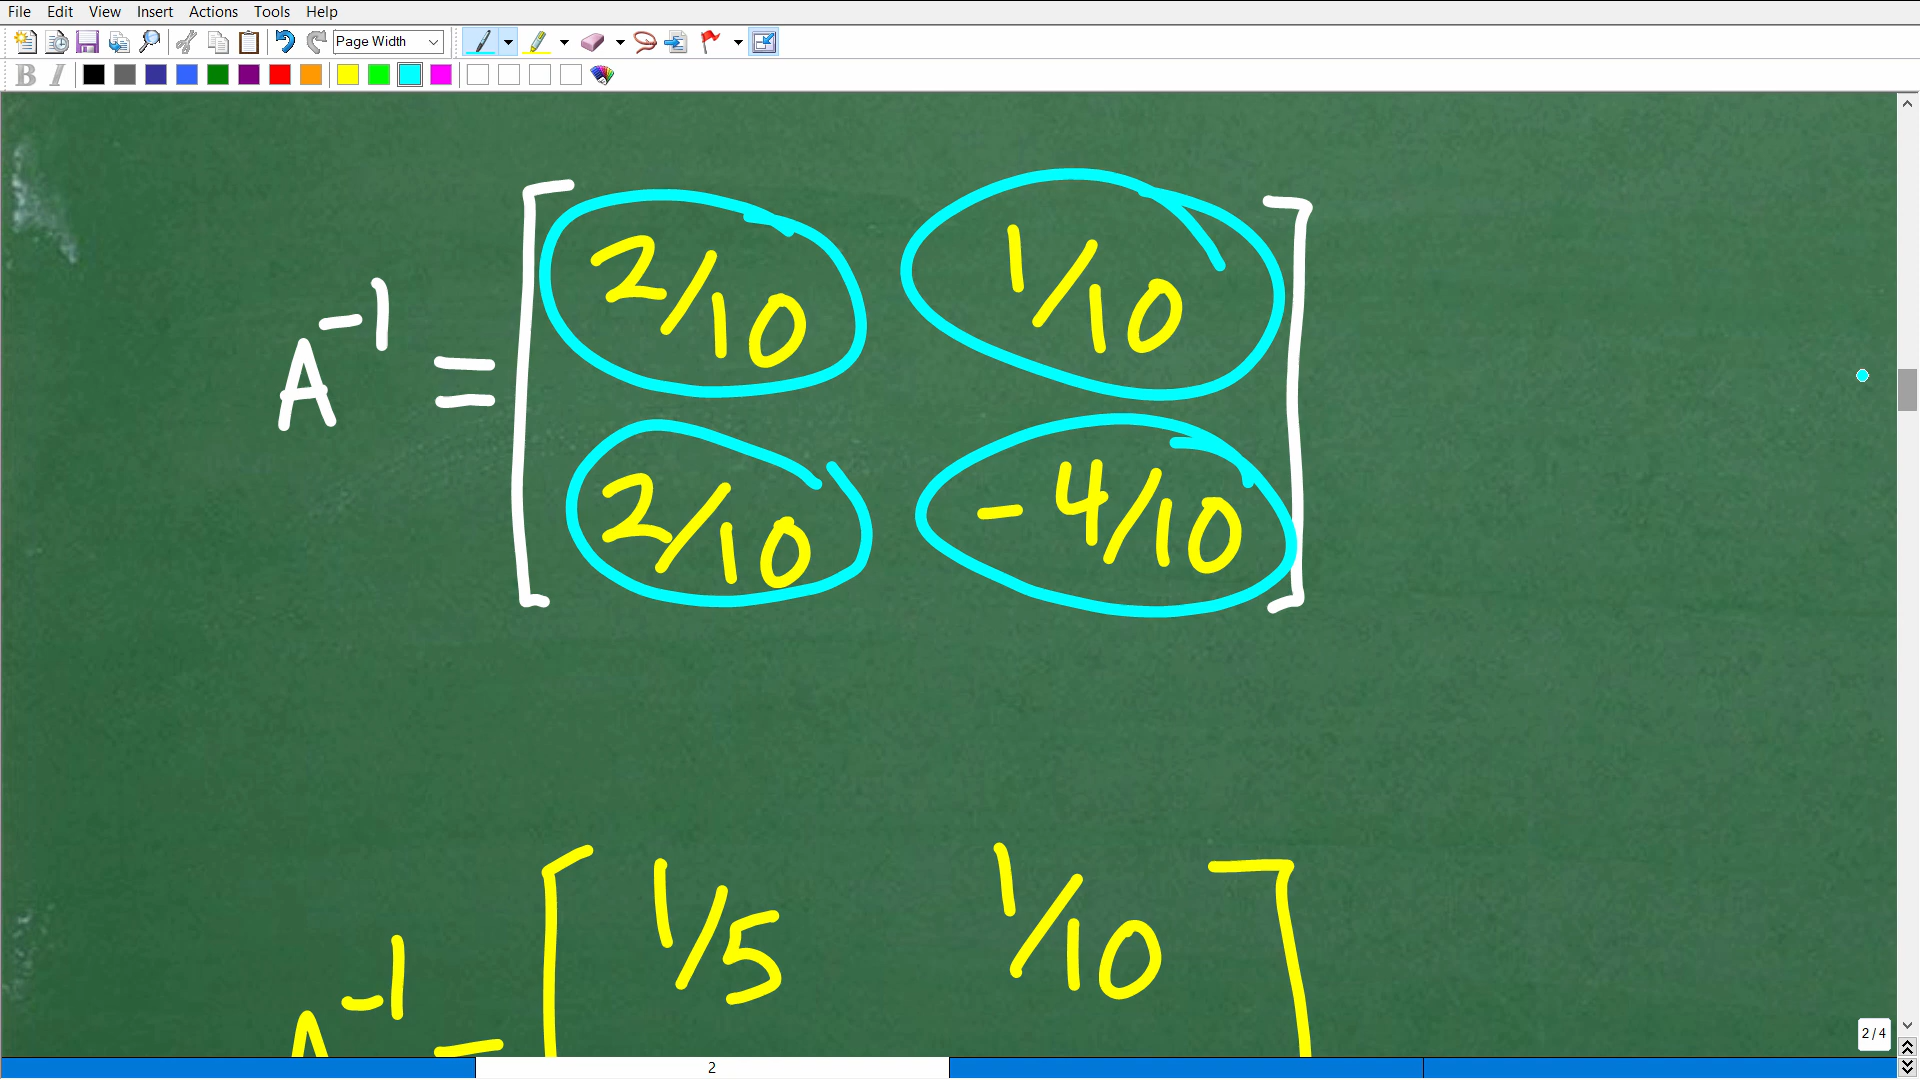 File Edit View Insert Actions Tools Help
Page Width
B I
A⁻¹ = [ 2/10 1/10
2/10 -4/10 ]
A⁻¹ = [ 1/5 1/10 ]
2/4
2